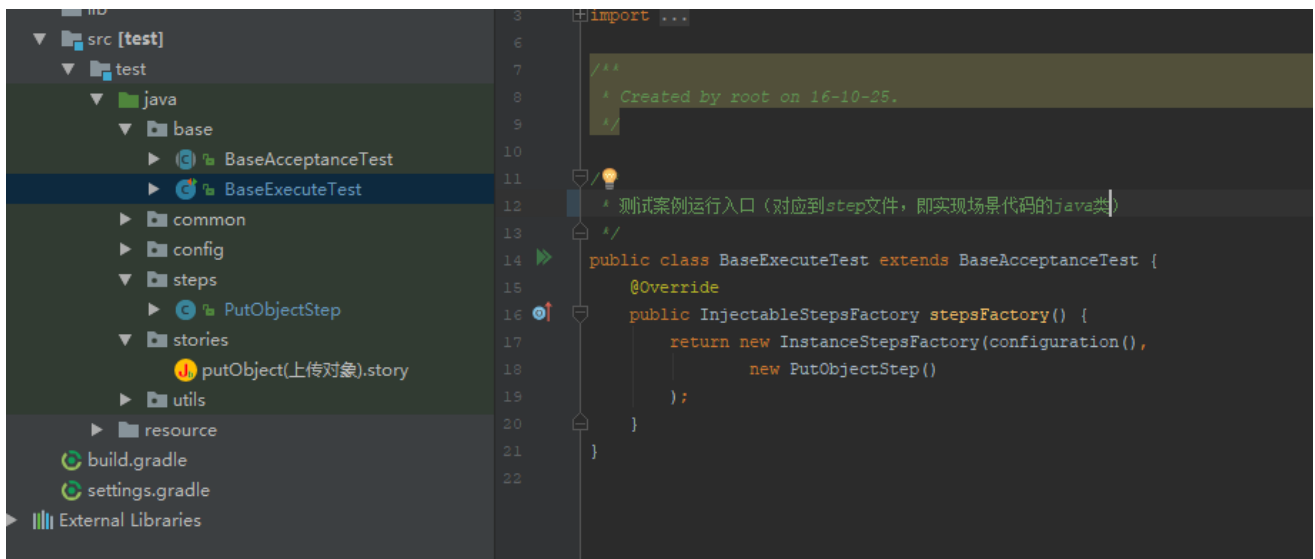 lib
src [test]
test
java
base
BaseAcceptanceTest
BaseExecuteTest
common
config
steps
PutObjectStep
stories
putObject(上传对象).story
utils
resource
build.gradle
settings.gradle
External Libraries
3 import ...
6
7 /**
8 * Created by root on 16-10-25.
9 */
10
11 /
12 * 测试案例运行入口（对应到step文件，即实现场景代码的java类）
13 */
14 public class BaseExecuteTest extends BaseAcceptanceTest {
15 @Override
16 public InjectableStepsFactory stepsFactory() {
17 return new InstanceStepsFactory(configuration(),
18 new PutObjectStep()
19 );
20 }
21 }
22